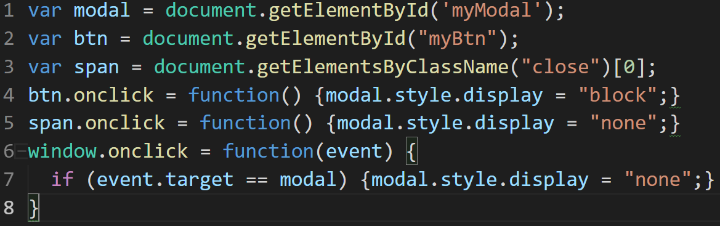 1 var modal = document.getElementById('myModal');
2 var btn = document.getElementById("myBtn");
3 var span = document.getElementsByClassName("close")[0];
4 btn.onclick = function() {modal.style.display = "block";}
5 span.onclick = function() {modal.style.display = "none";}
6 window.onclick = function(event) {
7   if (event.target == modal) {modal.style.display = "none";}
8 }